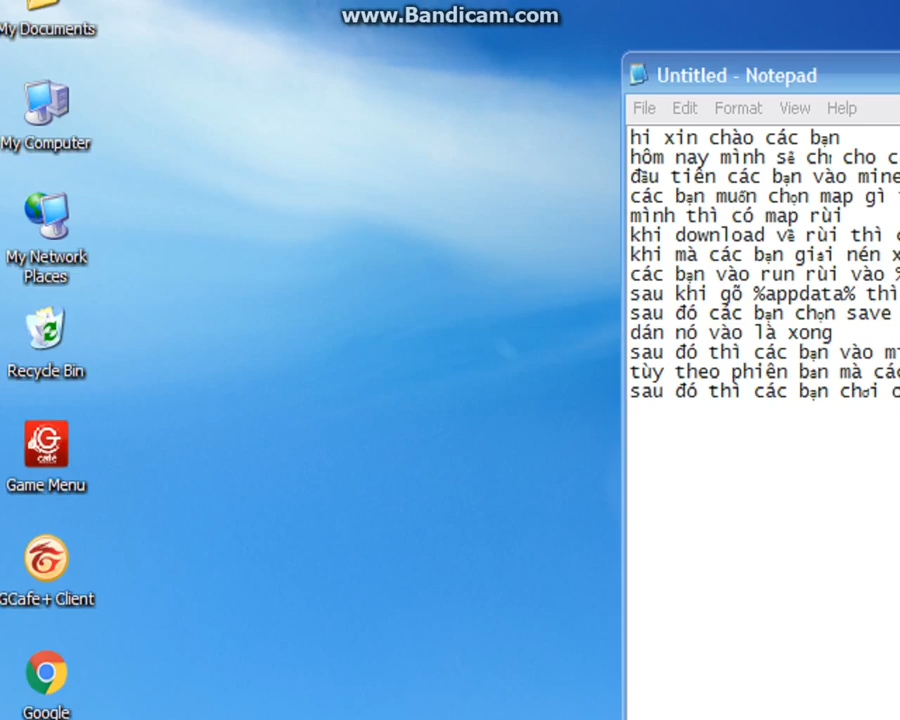 www.Bandicam.com
My Documents
My Computer
My Network
Places
Recycle Bin
G
café
Game Menu
GCafe+ Client
Google
Untitled - Notepad
File Edit Format View Help
hi xin chào các bạn
hôm nay mình sẽ chỉ cho
đầu tiên các bạn vào mine
các bạn muốn chọn map gì
mình thì có map rùi
khi download về rùi thì
khi mà các bạn giải nén
các bạn vào run rùi vào %
sau khi gõ %appdata% thì
sau đó các bạn chọn save
dán nó vào là xong
sau đó thì các bạn vào
tùy theo phiên bản mà
sau đó thì các bạn chơi